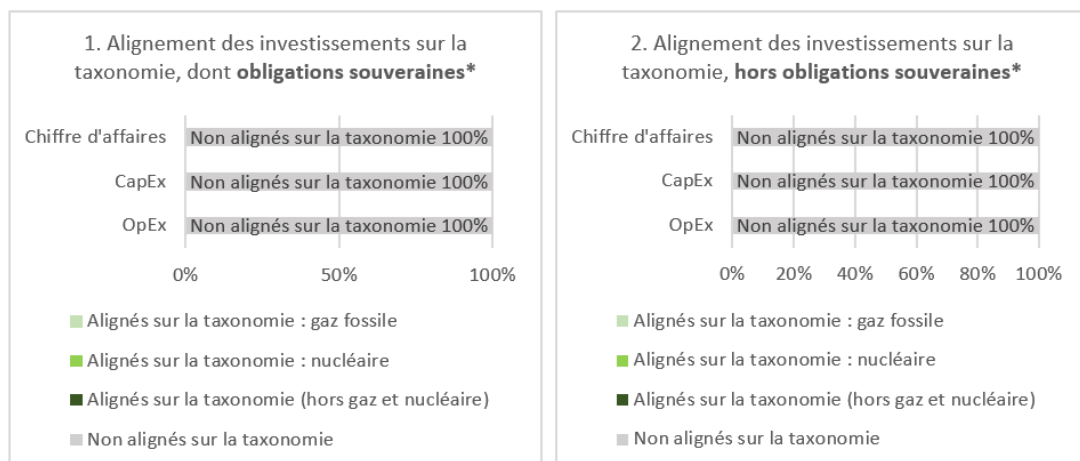 1. Alignement des investissements sur la
taxonomie, dont obligations souveraines*
Chiffre d'affaires
Non alignés sur la taxonomie 100%
CapEx
Non alignés sur la taxonomie 100%
OpEx
Non alignés sur la taxonomie 100%
0% 50% 100%
Alignés sur la taxonomie : gaz fossile
Alignés sur la taxonomie : nucléaire
Alignés sur la taxonomie (hors gaz et nucléaire)
Non alignés sur la taxonomie
2. Alignement des investissements sur la
taxonomie, hors obligations souveraines*
Chiffre d'affaires
Non alignés sur la taxonomie 100%
CapEx
Non alignés sur la taxonomie 100%
OpEx
Non alignés sur la taxonomie 100%
0% 20% 40% 60% 80% 100%
Alignés sur la taxonomie : gaz fossile
Alignés sur la taxonomie : nucléaire
Alignés sur la taxonomie (hors gaz et nucléaire)
Non alignés sur la taxonomie